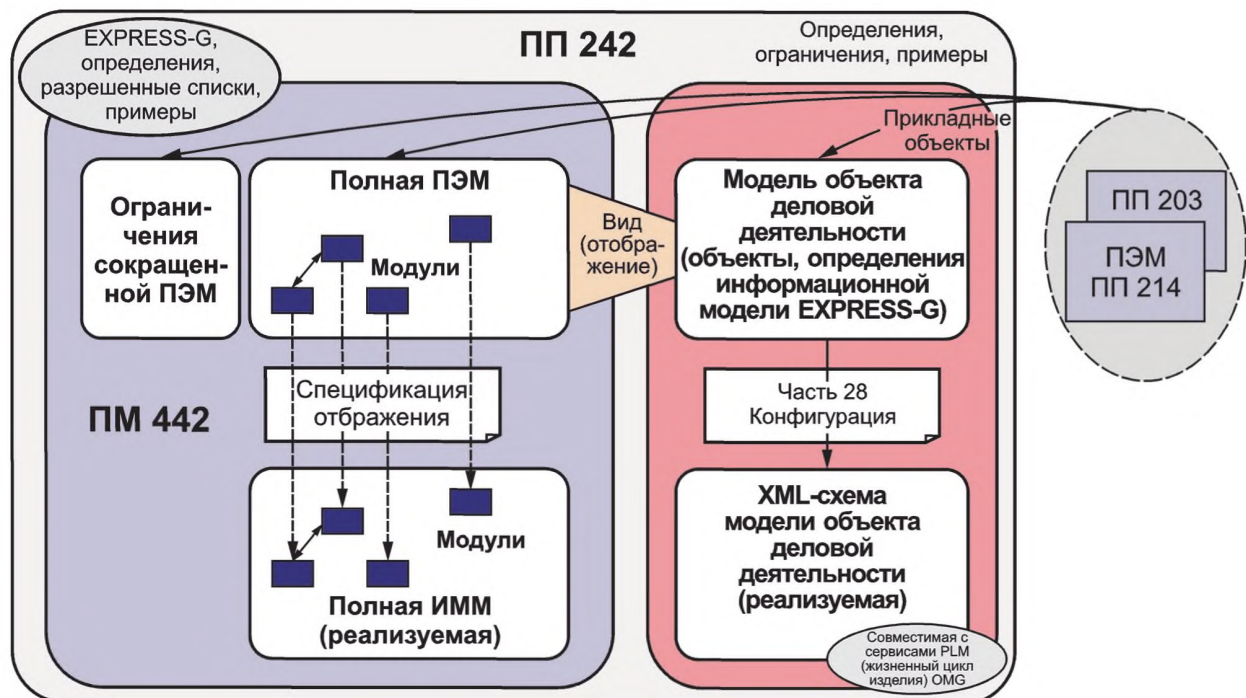 EXPRESS-G,
определения,
разрешенные списки,
примеры
ПП 242
Определения,
ограничения, примеры
Прикладные
объекты
Ограни-
чения
сокращен-
ной ПЭМ
Полная ПЭМ
Модули
Вид
(отобра-
жение)
Модель объекта
деловой
деятельности
(объекты, определения
информационной
модели EXPRESS-G)
ПП 203
ПЭМ
ПП 214
ПМ 442
Спецификация
отбражения
Часть 28
Конфигурация
Модули
Полная ИММ
(реализуемая)
XML-схема
модели объекта
деловой
деятельности
(реализуемая)
Совместимая с
сервисами PLM
(жизненный цикл
изделия) OMG